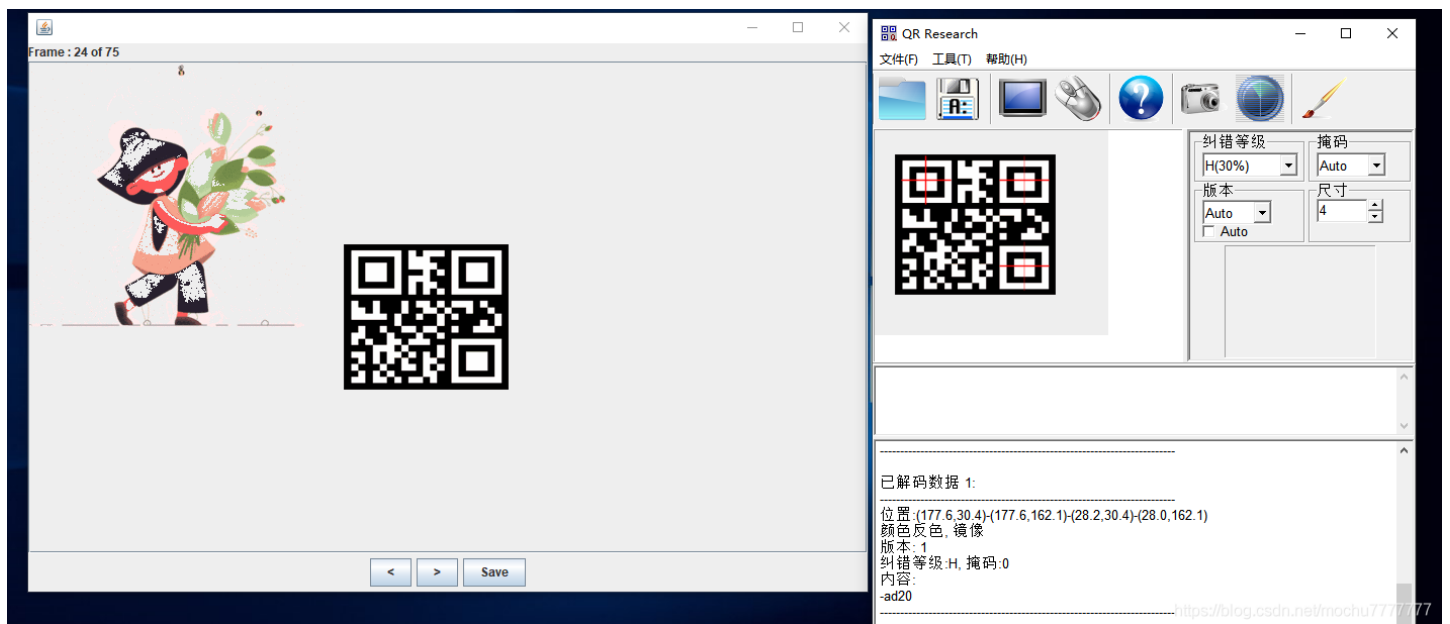 Frame : 24 of 75
<
>
Save
QR Research
文件(F) 工具(T) 帮助(H)
A:
?
纠错等级
掩码
H(30%)
Auto
版本
尺寸
Auto
4
Auto
已解码数据 1:
位置:(177.6,30.4)-(177.6,162.1)-(28.2,30.4)-(28.0,162.1)
颜色反色, 镜像
版本: 1
纠错等级:H, 掩码:0
内容:
-ad20
https://blog.csdn.net/mochu7777777